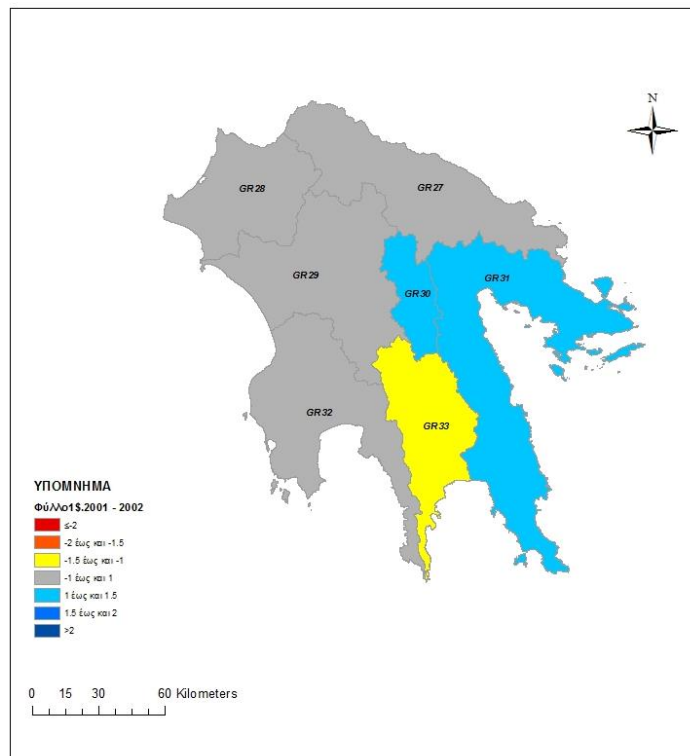 N
GR28
GR27
GR29
GR30
GR31
GR32
GR33
ΥΠΟΜΝΗΜΑ
Φύλλο1$.2001 - 2002
≤-2
-2 έως και -1.5
-1.5 έως και -1
-1 έως και 1
1 έως και 1.5
1.5 έως και 2
>2
0 15 30 60 Kilometers